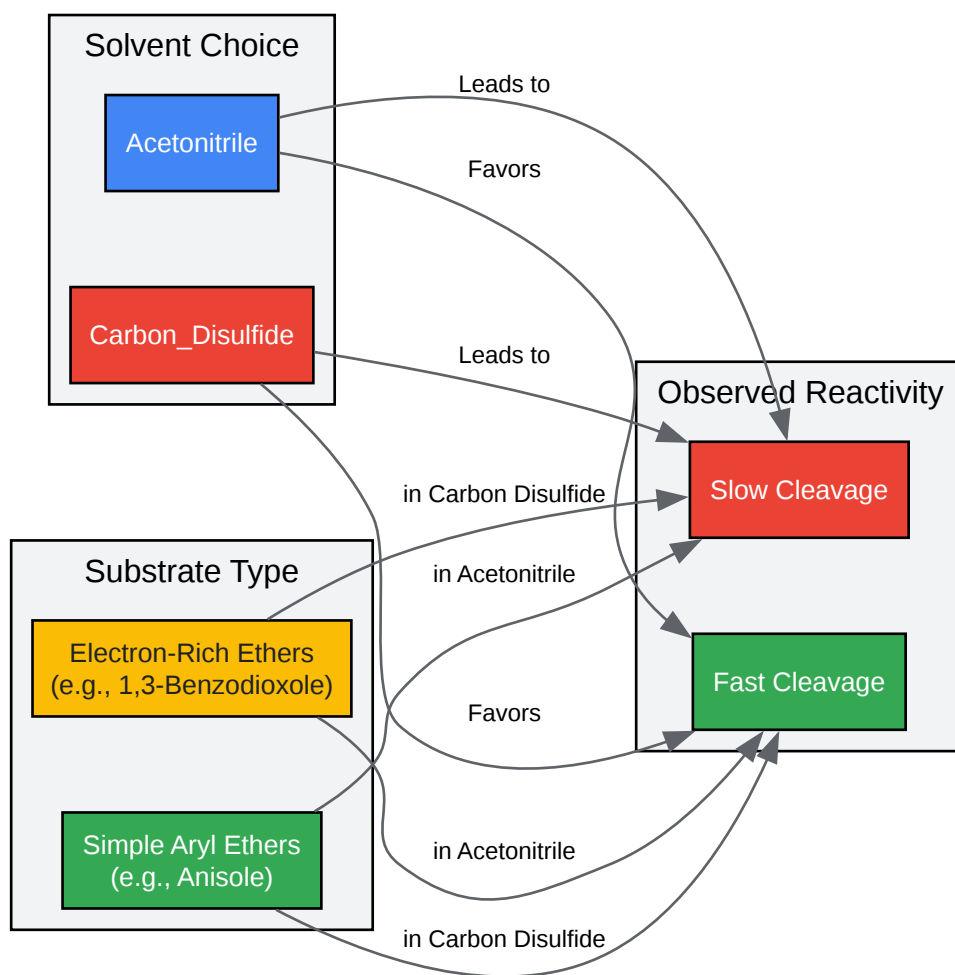 Solvent Choice
Acetonitrile
Carbon_Disulfide
Leads to
Favors
Leads to
Observed Reactivity
Slow Cleavage
Fast Cleavage
in Carbon Disulfide
in Acetonitrile
Substrate Type
Electron-Rich Ethers
(e.g., 1,3-Benzodioxole)
Simple Aryl Ethers
(e.g., Anisole)
Favors
in Acetonitrile
in Carbon Disulfide